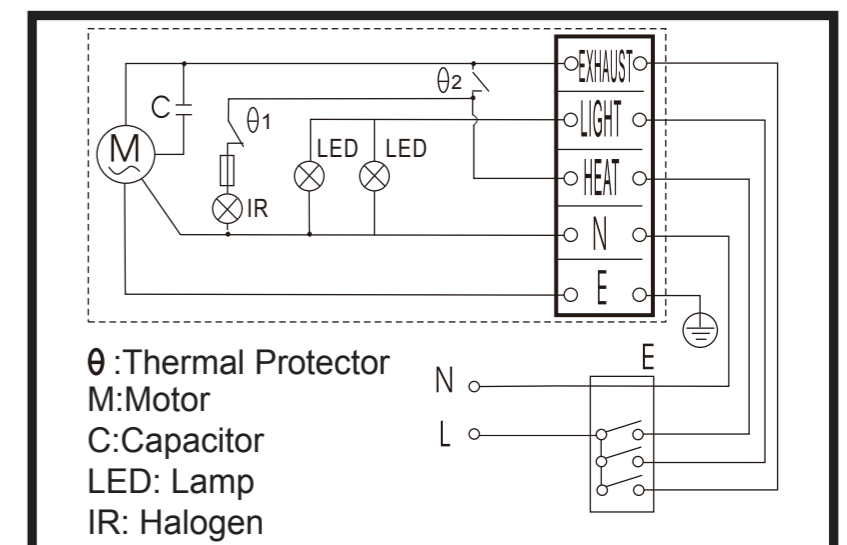 EXHAUST
θ2
C
θ1
LIGHT
M
LED LED
HEAT
IR
N
E
θ :Thermal Protector
M:Motor
C:Capacitor
LED: Lamp
IR: Halogen
E
N
L